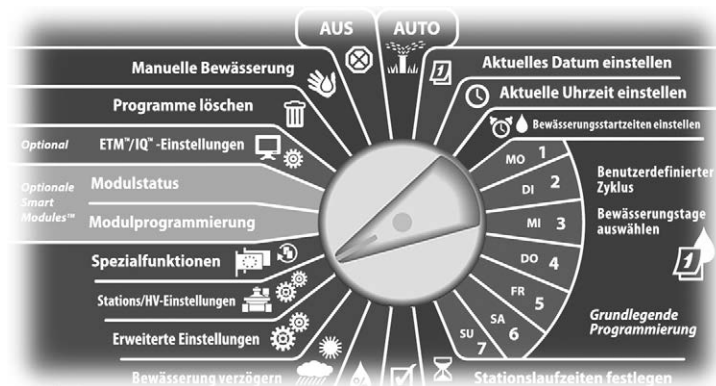 AUS
AUTO
Manuelle Bewässerung
Programme löschen
Optional
ETM™/IQ™ -Einstellungen
Optionale
Smart
Modules™
Modulstatus
Modulprogrammierung
Spezialfunktionen
Stations/HV-Einstellungen
Erweiterte Einstellungen
Bewässerung verzögern
%
Aktuelles Datum einstellen
1
Aktuelle Uhrzeit einstellen
Bewässerungsstartzeiten einstellen
MO 1
DI 2
MI 3
DO 4
FR 5
SA 6
SU 7
Benutzerdefinierter
Zyklus
Bewässerungstage
auswählen
1
Grundlegende
Programmierung
Stationslaufzeiten festlegen